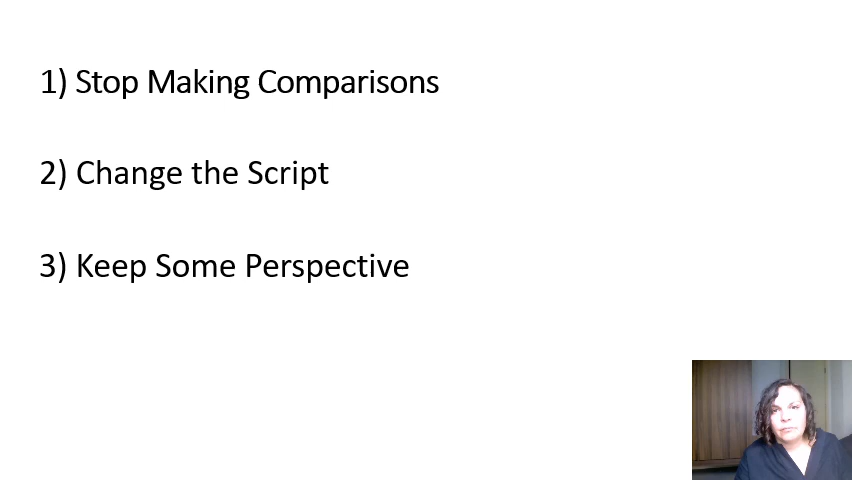 1) Stop Making Comparisons
2) Change the Script
3) Keep Some Perspective